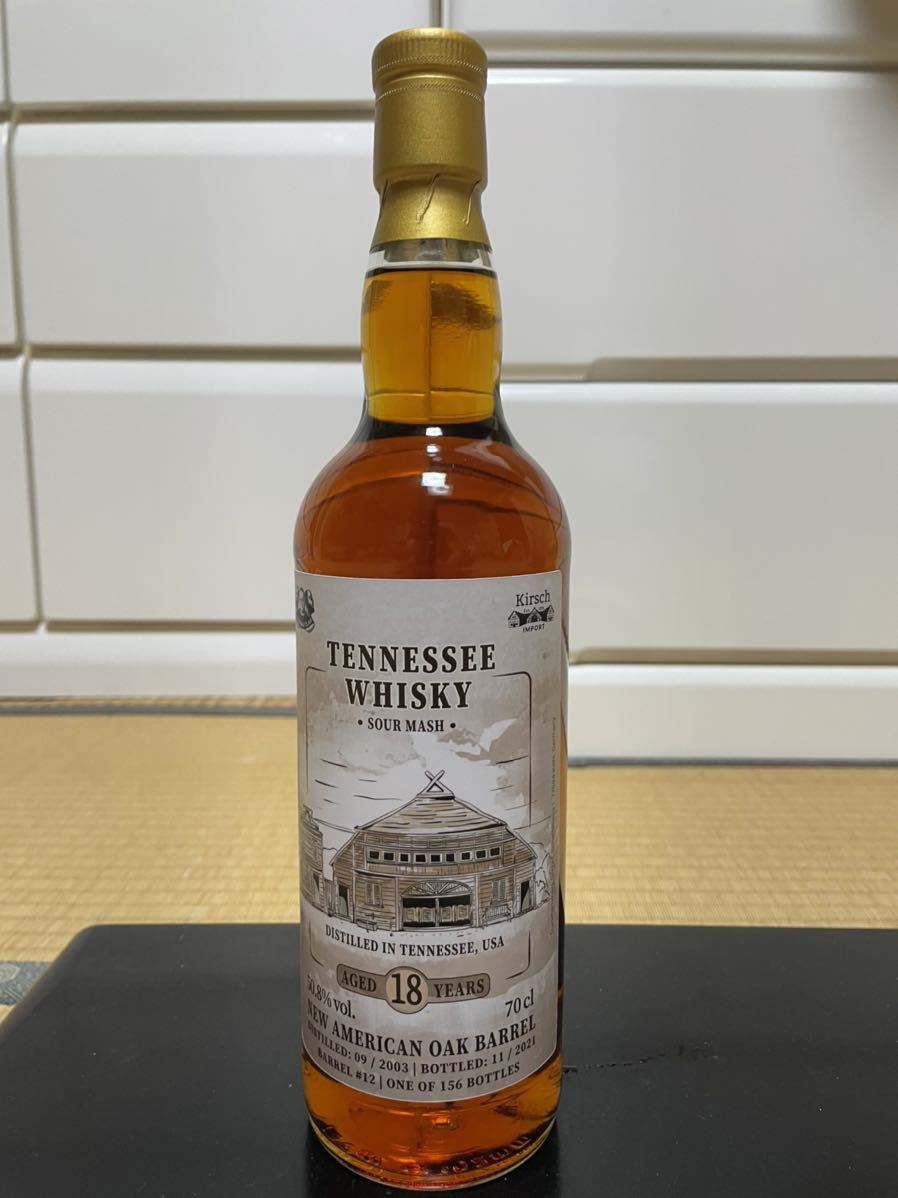 Kirsch
IMPORT
TENNESSEE
WHISKY
• SOUR MASH •
DISTILLED IN TENNESSEE, USA
AGED 18 YEARS
50.8% vol.
70 cl
NEW AMERICAN OAK BARREL
DISTILLED: 09 / 2003 | BOTTLED: 11 / 2021
BARREL #12 | ONE OF 156 BOTTLES